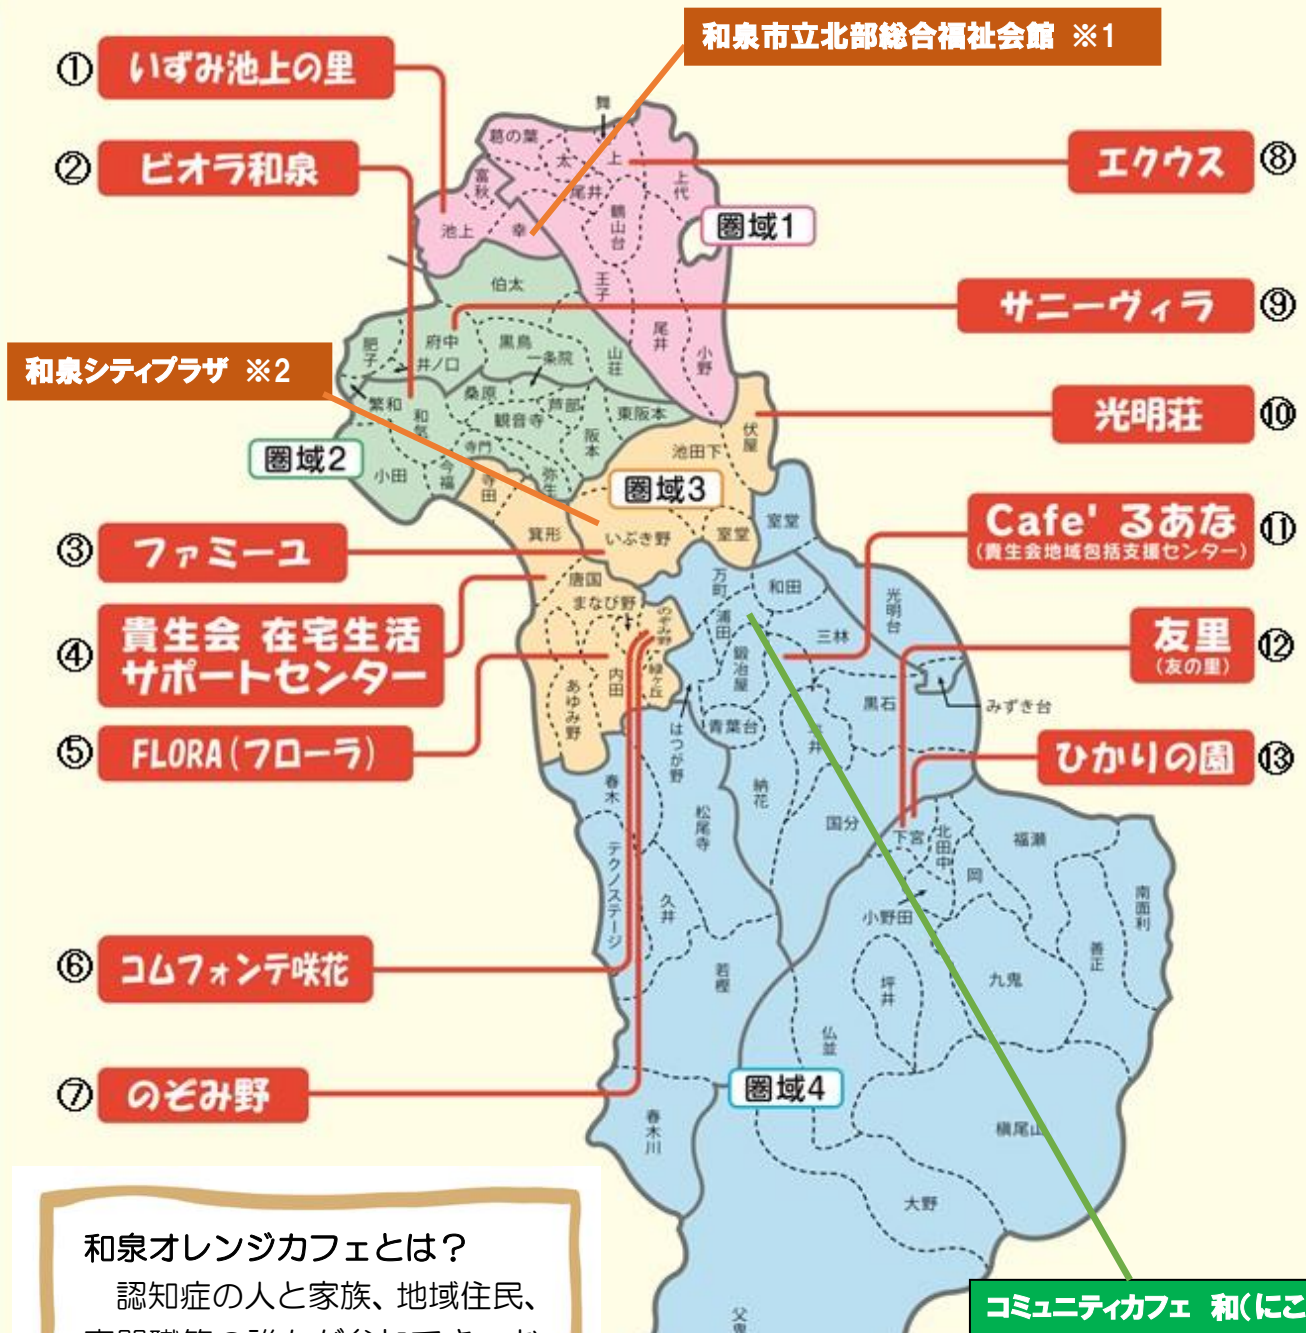 和泉市立北部総合福祉会館 ※1
① いずみ池上の里
② ビオラ和泉
⑧ エクウス
⑨ サニーヴィラ
和泉シティプラザ ※2
⑩ 光明荘
⑪ Cafe' るあな
(貴生会地域包括支援センター)
③ ファミーユ
④ 貴生会 在宅生活
サポートセンター
⑫ 友里
(友の里)
⑤ FLORA(フローラ)
⑬ ひかりの園
⑥ コムフォンテ咲花
⑦ のぞみ野
圏域1
舞
葛の葉
太
上
富秋
尾井
上代
鶴山台
池上
幸
王子
尾井
小野
圏域2
伯太
肥子
府中
井ノ口
黒鳥
一条院
山荘
繁和
和気
桑原
観音寺
芦部
東阪本
阪本
寺門
小田
今福
弥生
圏域3
伏屋
池田下
寺田
箕形
いぶき野
室堂
唐国
まなび野
のぞみ野
内田
緑ケ丘
あゆみ野
圏域4
室堂
万町
和田
光明台
浦田
三林
鍛冶屋
黒石
みずき台
青葉台
はつが野
春木
納花
松尾寺
国分
下宮
北田中
福瀬
岡
テクノステージ
久井
小野田
南面利
善正
若樫
坪井
九鬼
仏並
春木川
槇尾山
大野
父鬼
和泉オレンジカフェとは？
認知症の人と家族、地域住民、
コミュニティカフェ 和(にこ